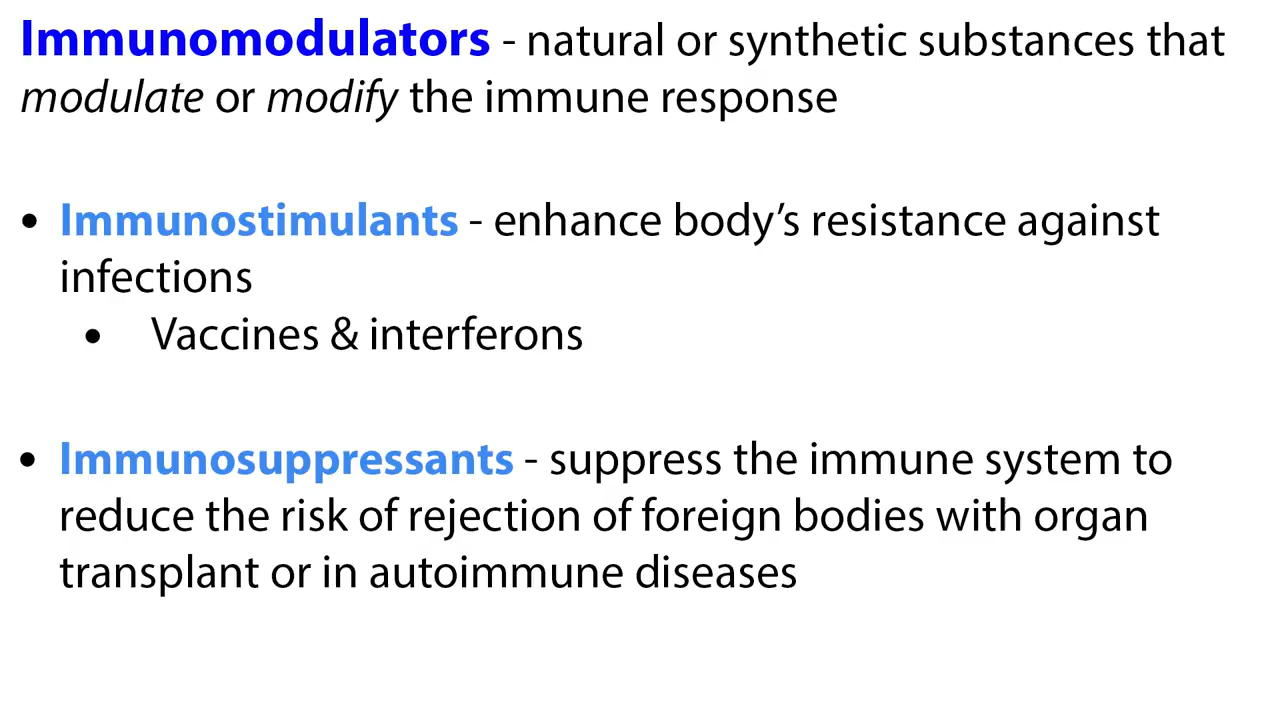 Immunomodulators - natural or synthetic substances that
modulate or modify the immune response
• Immunostimulants - enhance body’s resistance against
infections
• Vaccines & interferons
• Immunosuppressants - suppress the immune system to
reduce the risk of rejection of foreign bodies with organ
transplant or in autoimmune diseases